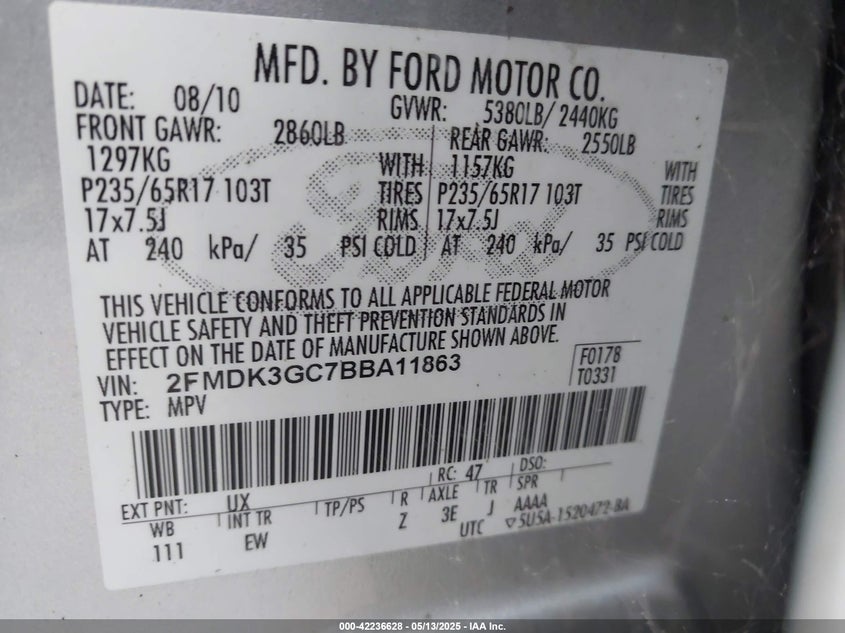 MFD. BY FORD MOTOR CO.
DATE: 08/10 GVWR: 5380LB/ 2440KG
FRONT GAWR: 2860LB REAR GAWR: 2550LB
1297KG WITH 1157KG WITH
P235/65R17 103T TIRES P235/65R17 103T TIRES
17x7.5J RIMS 17x7.5J RIMS
AT 240 kPa/ 35 PSI COLD AT 240 kPa/ 35 PSI COLD
Ford
THIS VEHICLE CONFORMS TO ALL APPLICABLE FEDERAL MOTOR
VEHICLE SAFETY AND THEFT PREVENTION STANDARDS IN
EFFECT ON THE DATE OF MANUFACTURE SHOWN ABOVE.
VIN: 2FMDK3GC7BBA11863 F0178
TYPE: MPV T0331
EXT PNT: UX RC: 47 DSO:
WB INT TR TP/PS R AXLE TR SPR
111 EW Z 3E J AAAA
UTC ▽5U5A-1520472-BA
000-42236628 - 05/13/2025 - IAA Inc.